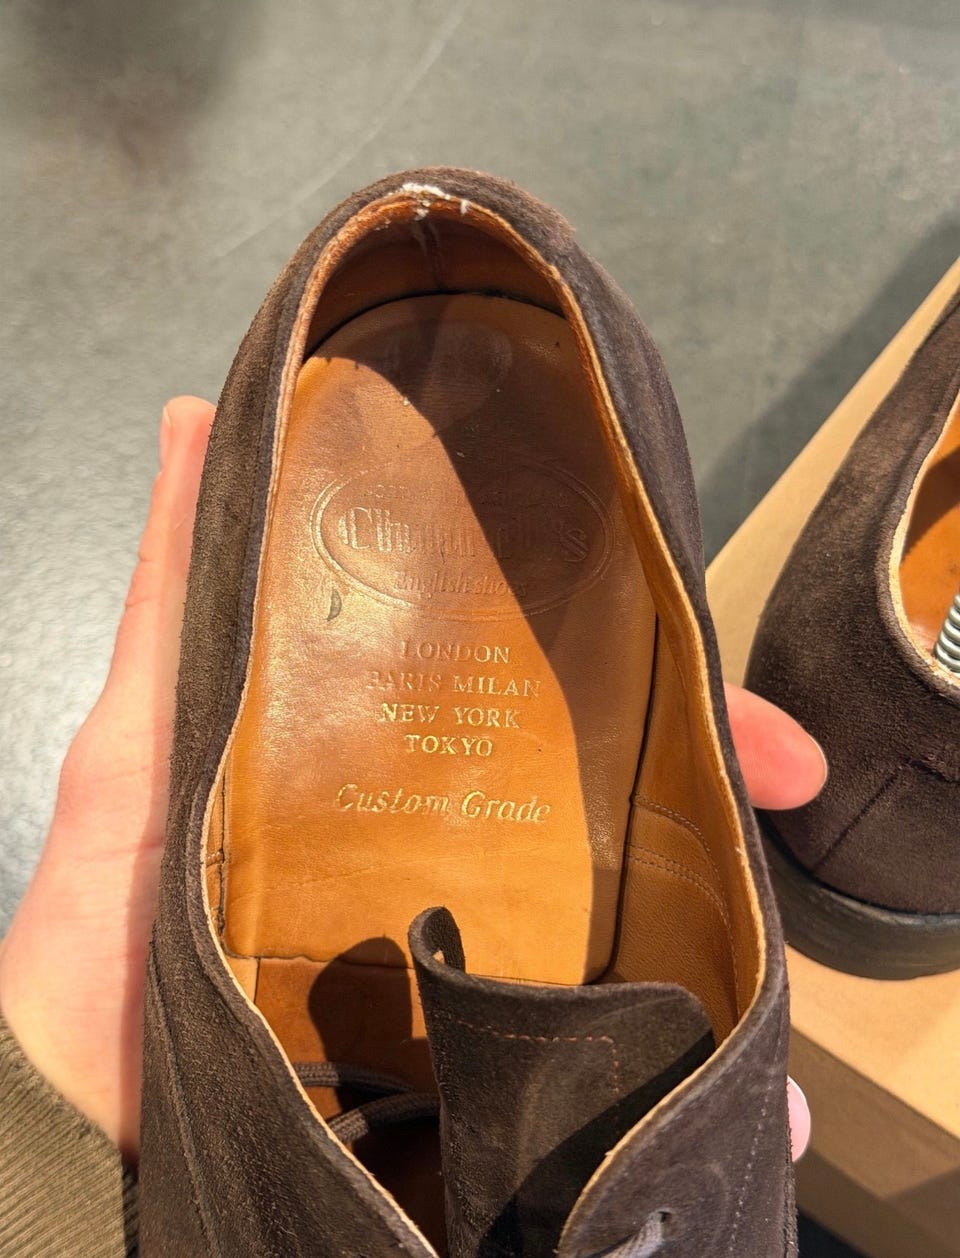 Church's
English shoes
LONDON
PARIS MILAN
NEW YORK
TOKYO
Custom Grade